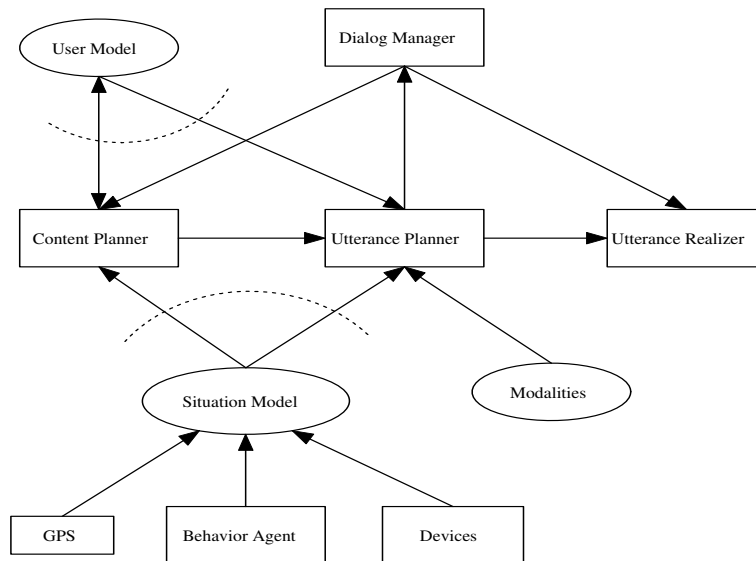 User Model
Dialog Manager
Content Planner
Utterance Planner
Utterance Realizer
Situation Model
Modalities
GPS
Behavior Agent
Devices